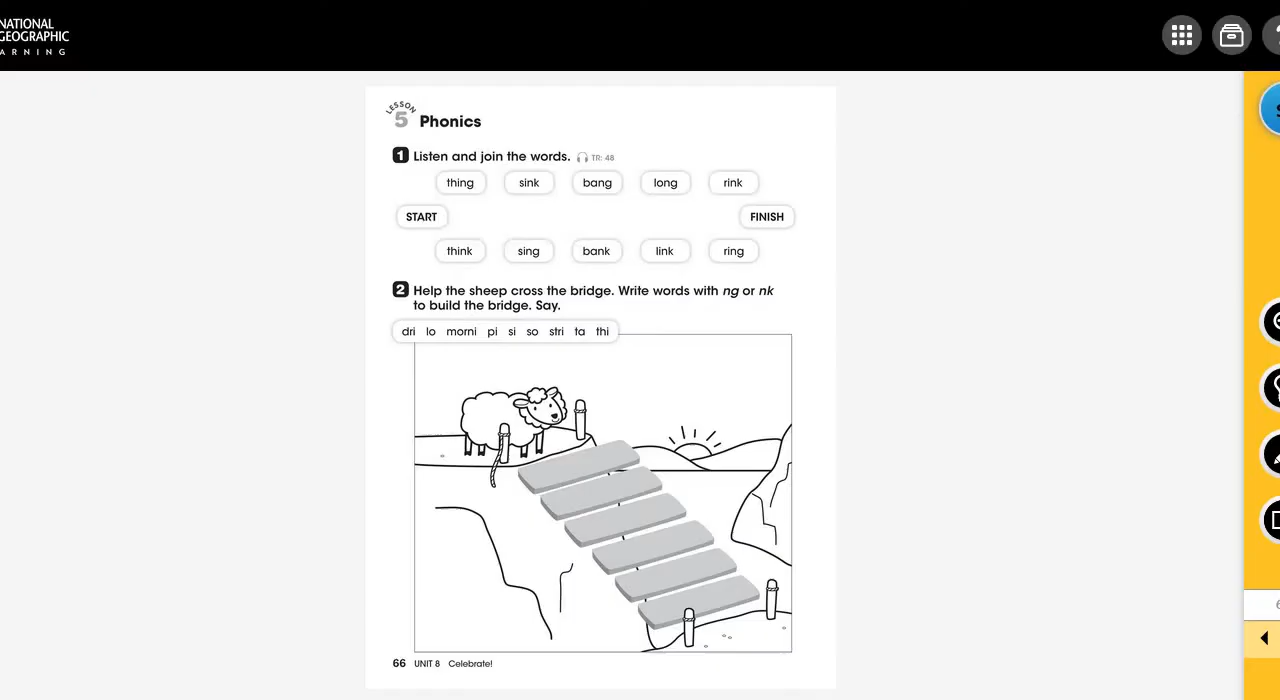 NATIONAL
GEOGRAPHIC
ARNING
LESSON
5 Phonics
1 Listen and join the words. TR: 48
thing sink bang long rink
START FINISH
think sing bank link ring
2 Help the sheep cross the bridge. Write words with ng or nk
to build the bridge. Say.
dri lo morni pi si so stri ta thi
66 UNIT 8 Celebrate!